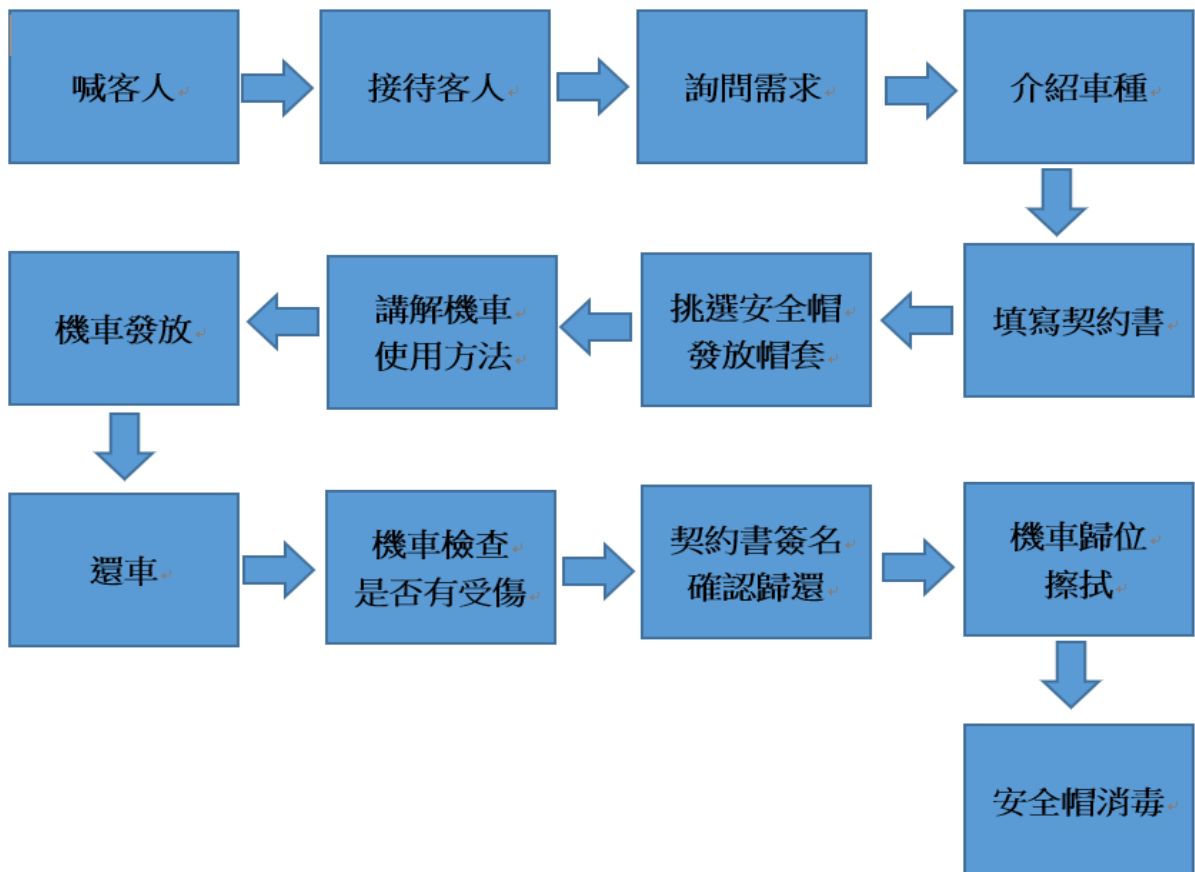 喊客人
接待客人
詢問需求
介紹車種
填寫契約書
挑選安全帽
發放帽套
講解機車
使用方法
機車發放
還車
機車檢查
是否有受傷
契約書簽名
確認歸還
機車歸位
擦拭
安全帽消毒